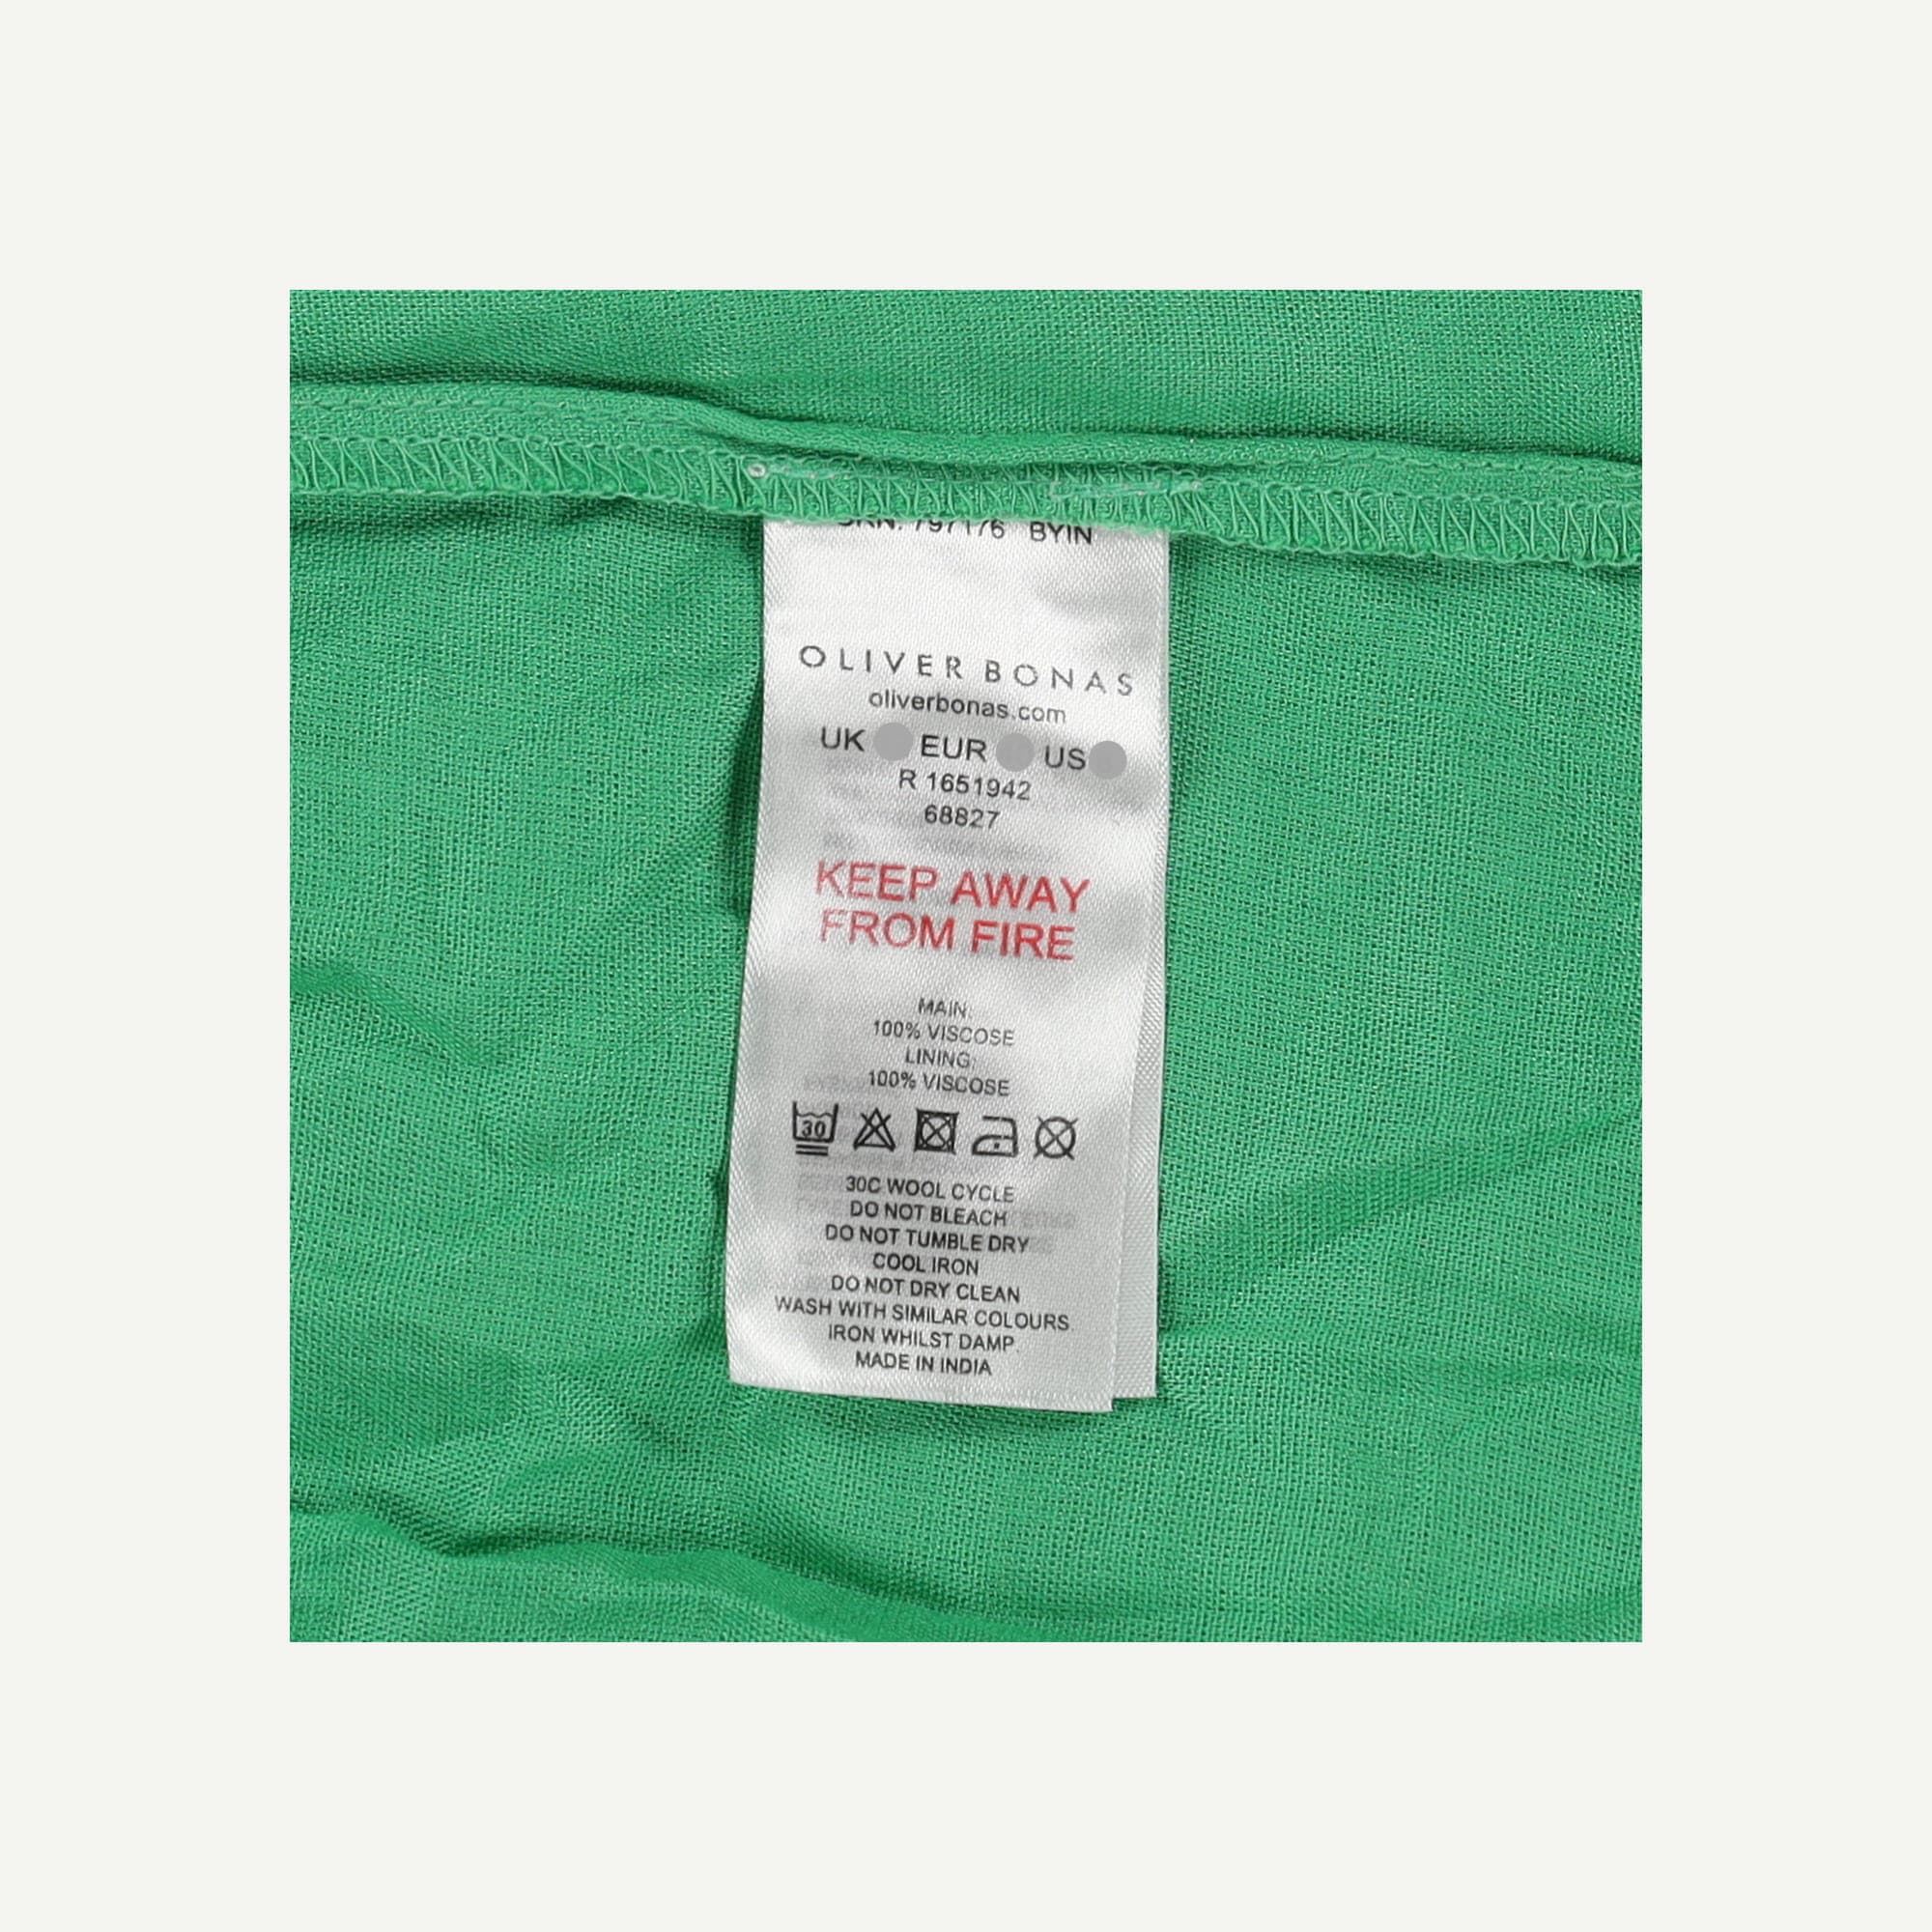 797176 BYIN
OLIVER BONAS
oliverbonas.com
UK EUR US
R 1651942
68827
KEEP AWAY
FROM FIRE
MAIN:
100% VISCOSE
LINING:
100% VISCOSE
30
30C WOOL CYCLE
DO NOT BLEACH
DO NOT TUMBLE DRY
COOL IRON
DO NOT DRY CLEAN
WASH WITH SIMILAR COLOURS
IRON WHILST DAMP.
MADE IN INDIA